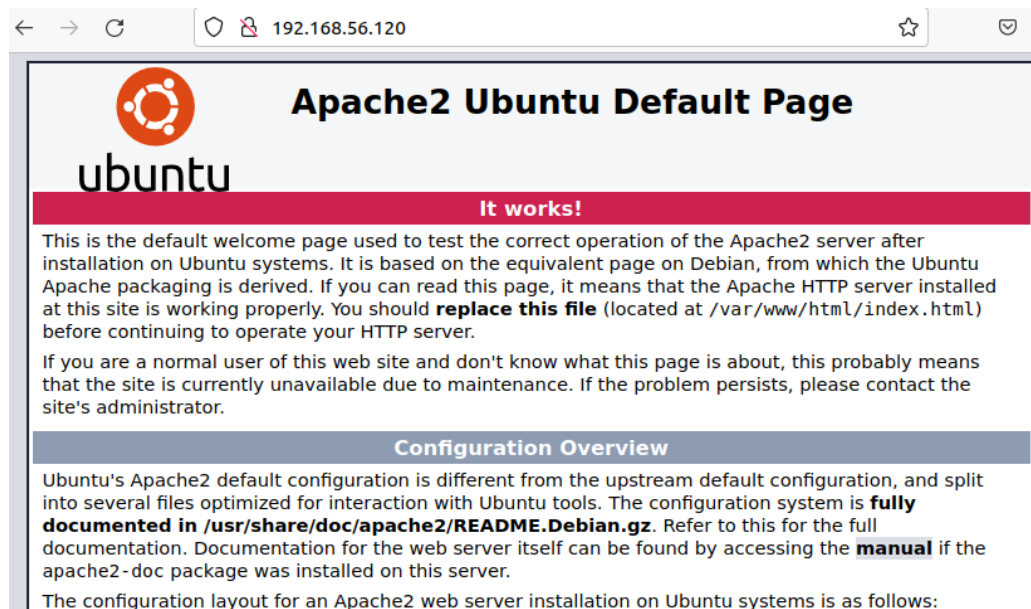 192.168.56.120
Apache2 Ubuntu Default Page
ubuntu
It works!
This is the default welcome page used to test the correct operation of the Apache2 server after
installation on Ubuntu systems. It is based on the equivalent page on Debian, from which the Ubuntu
Apache packaging is derived. If you can read this page, it means that the Apache HTTP server installed
at this site is working properly. You should replace this file (located at /var/www/html/index.html)
before continuing to operate your HTTP server.
If you are a normal user of this web site and don't know what this page is about, this probably means
that the site is currently unavailable due to maintenance. If the problem persists, please contact the
site's administrator.
Configuration Overview
Ubuntu's Apache2 default configuration is different from the upstream default configuration, and split
into several files optimized for interaction with Ubuntu tools. The configuration system is fully
documented in /usr/share/doc/apache2/README.Debian.gz. Refer to this for the full
documentation. Documentation for the web server itself can be found by accessing the manual if the
apache2-doc package was installed on this server.
The configuration layout for an Apache2 web server installation on Ubuntu systems is as follows: